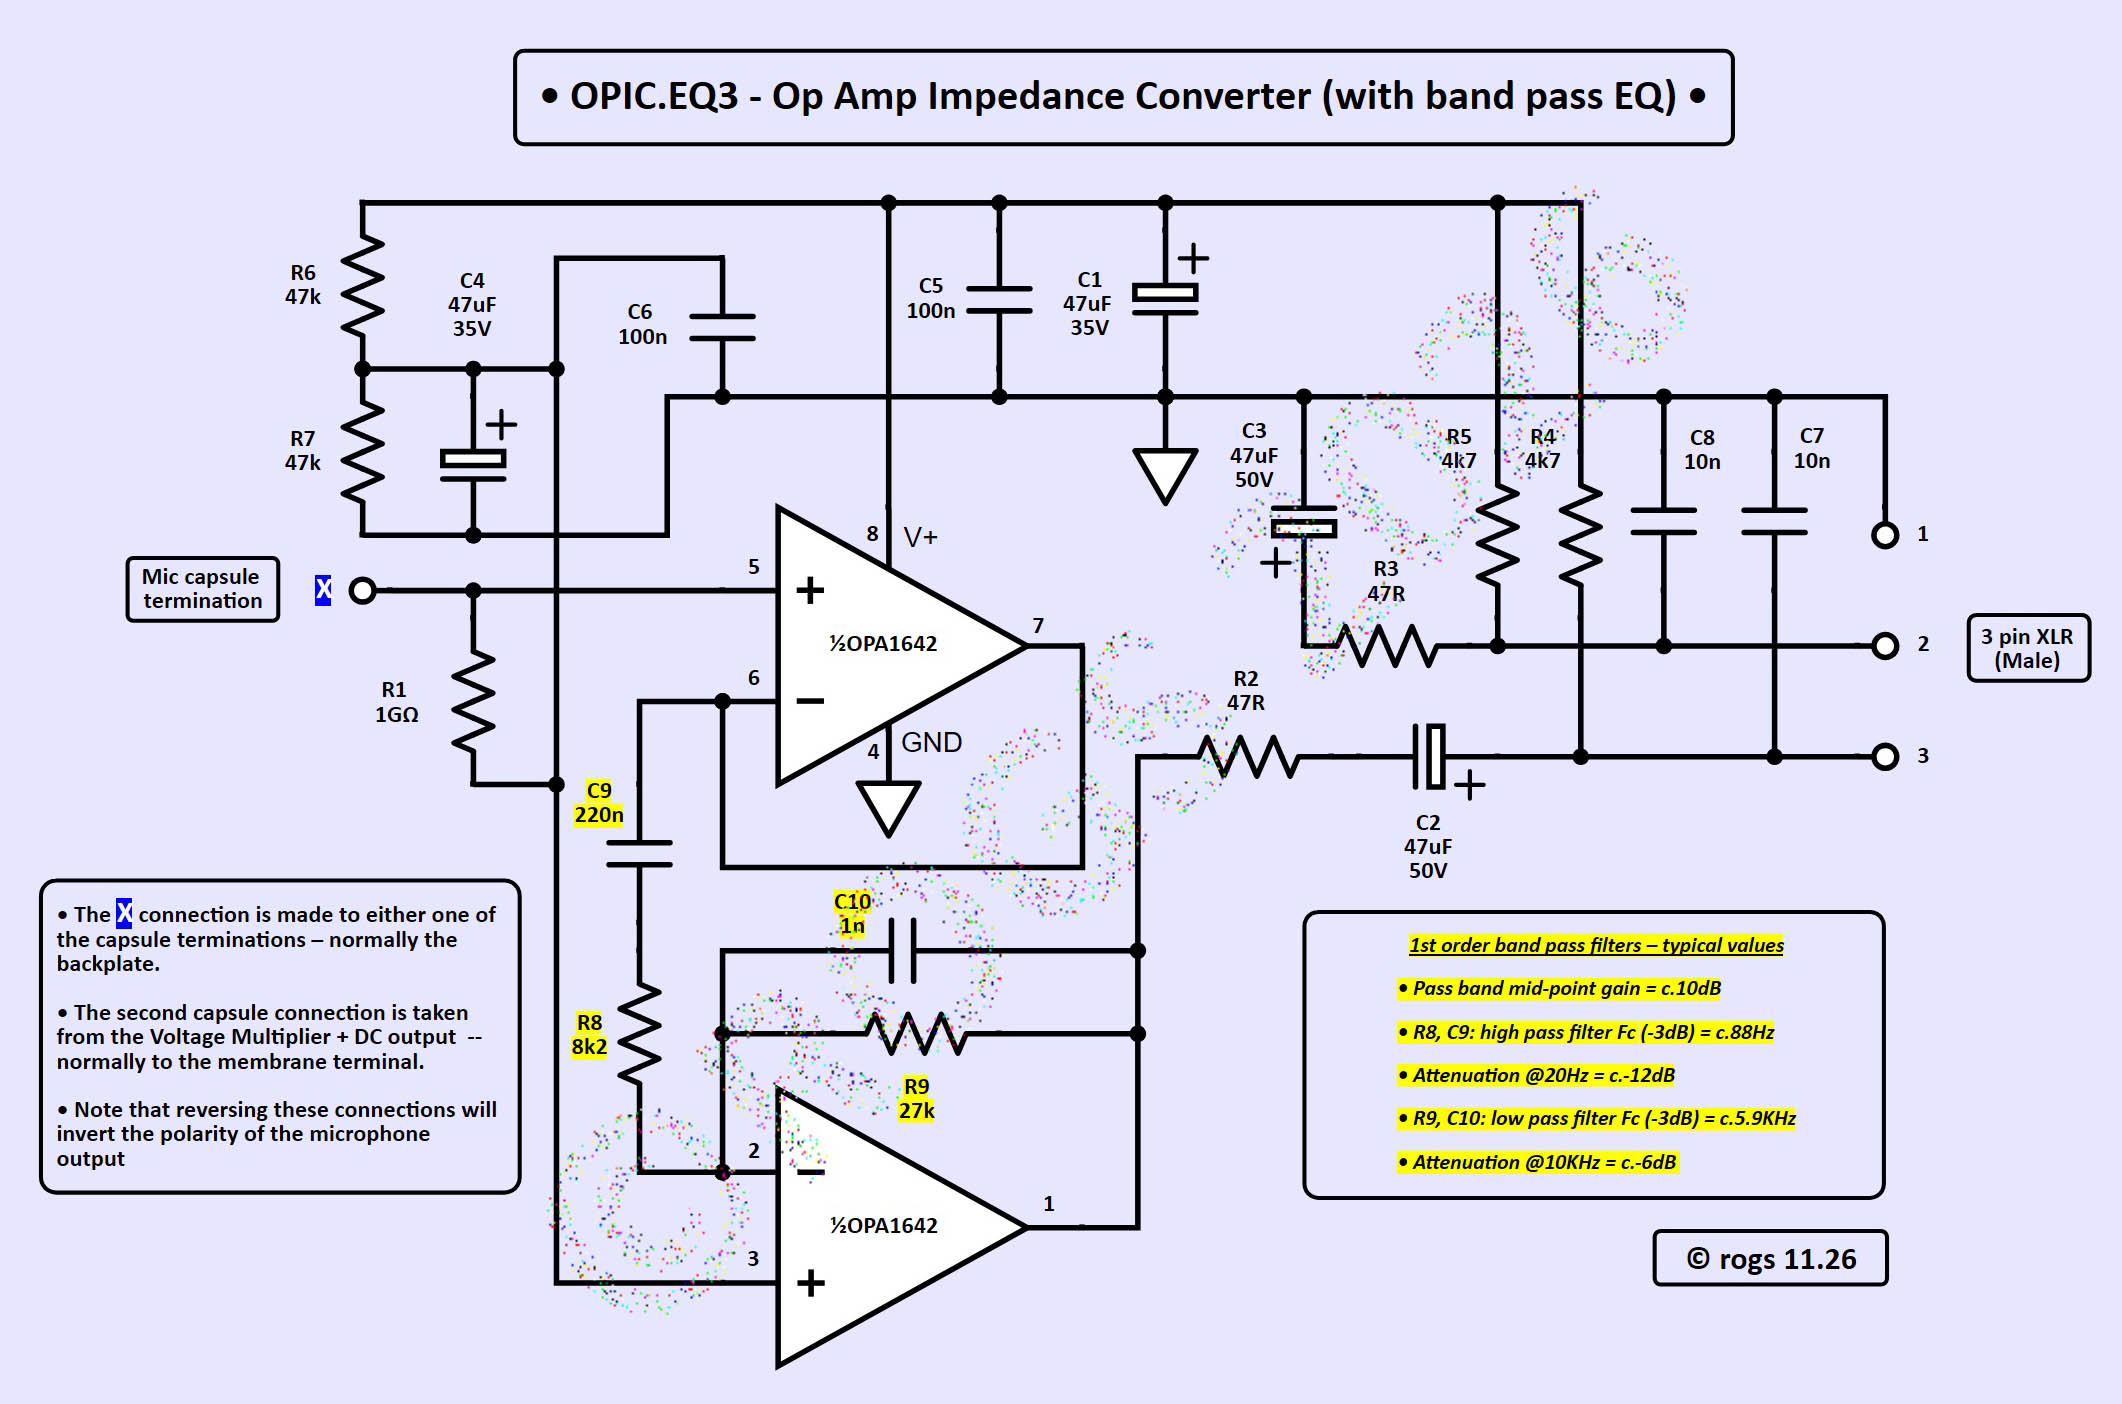 • OPIC.EQ3 - Op Amp Impedance Converter (with band pass EQ) •
R6
47k
C4
47uF
35V
C6
100n
C5
100n
C1
47uF
35V
R7
47k
C3
47uF
50V
R5
4k7
R4
4k7
C8
10n
C7
10n
8
V+
1
Mic capsule
termination
X
5
½OPA1642
7
R3
47R
2
3 pin XLR
(Male)
6
R1
1GΩ
4
GND
R2
47R
3
C9
220n
C2
47uF
50V
C10
1n
• The X connection is made to either one of
the capsule terminations – normally the
backplate.
• The second capsule connection is taken
from the Voltage Multiplier + DC output --
normally to the membrane terminal.
• Note that reversing these connections will
invert the polarity of the microphone
output
R8
8k2
R9
27k
2
½OPA1642
1
3
1st order band pass filters – typical values
• Pass band mid-point gain = c.10dB
• R8, C9: high pass filter Fc (-3dB) = c.88Hz
• Attenuation @20Hz = c.-12dB
• R9, C10: low pass filter Fc (-3dB) = c.5.9KHz
• Attenuation @10KHz = c.-6dB
© rogs 11.26